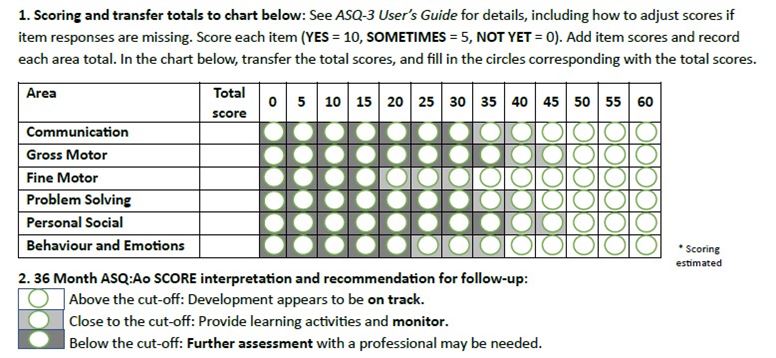 1. Scoring and transfer totals to chart below: See ASQ-3 User's Guide for details, including how to adjust scores if
item responses are missing. Score each item (YES = 10, SOMETIMES = 5, NOT YET = 0). Add item scores and record
each area total. In the chart below, transfer the total scores, and fill in the circles corresponding with the total scores.
Area Total score 0 5 10 15 20 25 30 35 40 45 50 55 60
Communication
Gross Motor
Fine Motor
Problem Solving
Personal Social
Behaviour and Emotions
* Scoring
estimated
2. 36 Month ASQ:Ao SCORE interpretation and recommendation for follow-up:
Above the cut-off: Development appears to be on track.
Close to the cut-off: Provide learning activities and monitor.
Below the cut-off: Further assessment with a professional may be needed.